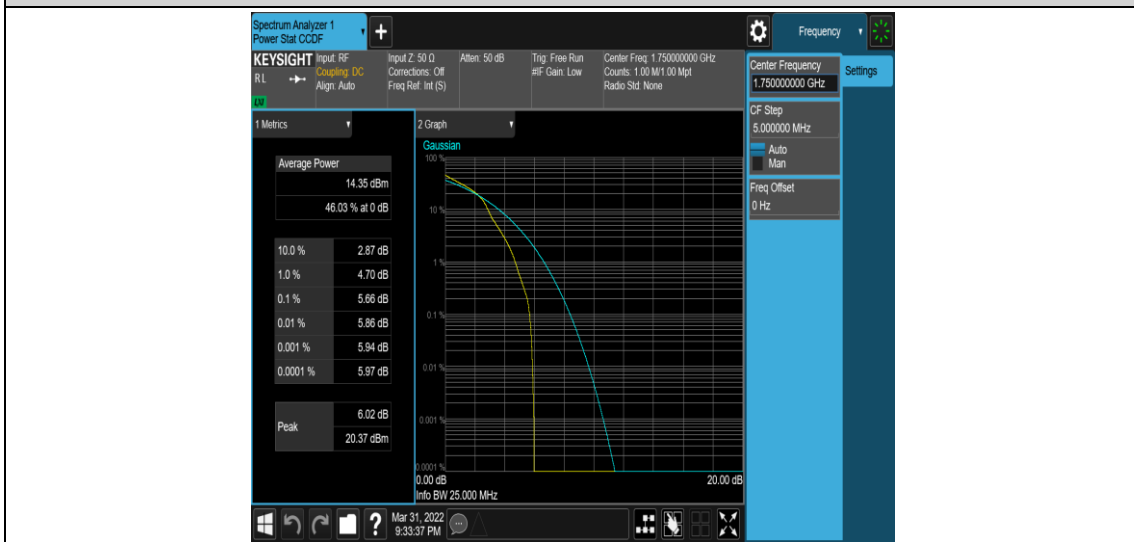 Spectrum Analyzer 1
Power Stat CCDF
+
Frequency
KEYSIGHT
RL
LXI
Input: RF
Coupling: DC
Align: Auto
Input Z: 50 Ω
Corrections: Off
Freq Ref: Int (S)
Atten: 50 dB
Trig: Free Run
#IF Gain: Low
Center Freq: 1.750000000 GHz
Counts: 1.00 M/1.00 Mpt
Radio Std: None
Center Frequency
1.750000000 GHz
Settings
CF Step
5.000000 MHz
Auto
Man
Freq Offset
0 Hz
1 Metrics
Average Power
14.35 dBm
46.03 % at 0 dB
10.0 % 2.87 dB
1.0 % 4.70 dB
0.1 % 5.66 dB
0.01 % 5.86 dB
0.001 % 5.94 dB
0.0001 % 5.97 dB
Peak
6.02 dB
20.37 dBm
2 Graph
Gaussian
100 %
10 %
1 %
0.1 %
0.01 %
0.001 %
0.0001 %
0.00 dB 20.00 dB
Info BW 25.000 MHz
?
Mar 31, 2022
9:33:37 PM